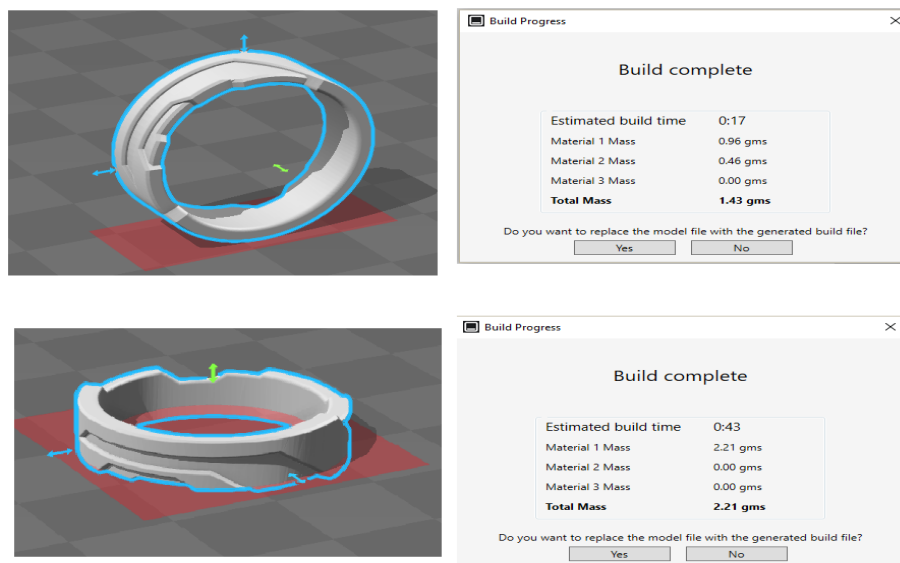 Build Progress
Build complete
Estimated build time 0:17
Material 1 Mass 0.96 gms
Material 2 Mass 0.46 gms
Material 3 Mass 0.00 gms
Total Mass 1.43 gms
Do you want to replace the model file with the generated build file?
Yes No
Build Progress
Build complete
Estimated build time 0:43
Material 1 Mass 2.21 gms
Material 2 Mass 0.00 gms
Material 3 Mass 0.00 gms
Total Mass 2.21 gms
Do you want to replace the model file with the generated build file?
Yes No